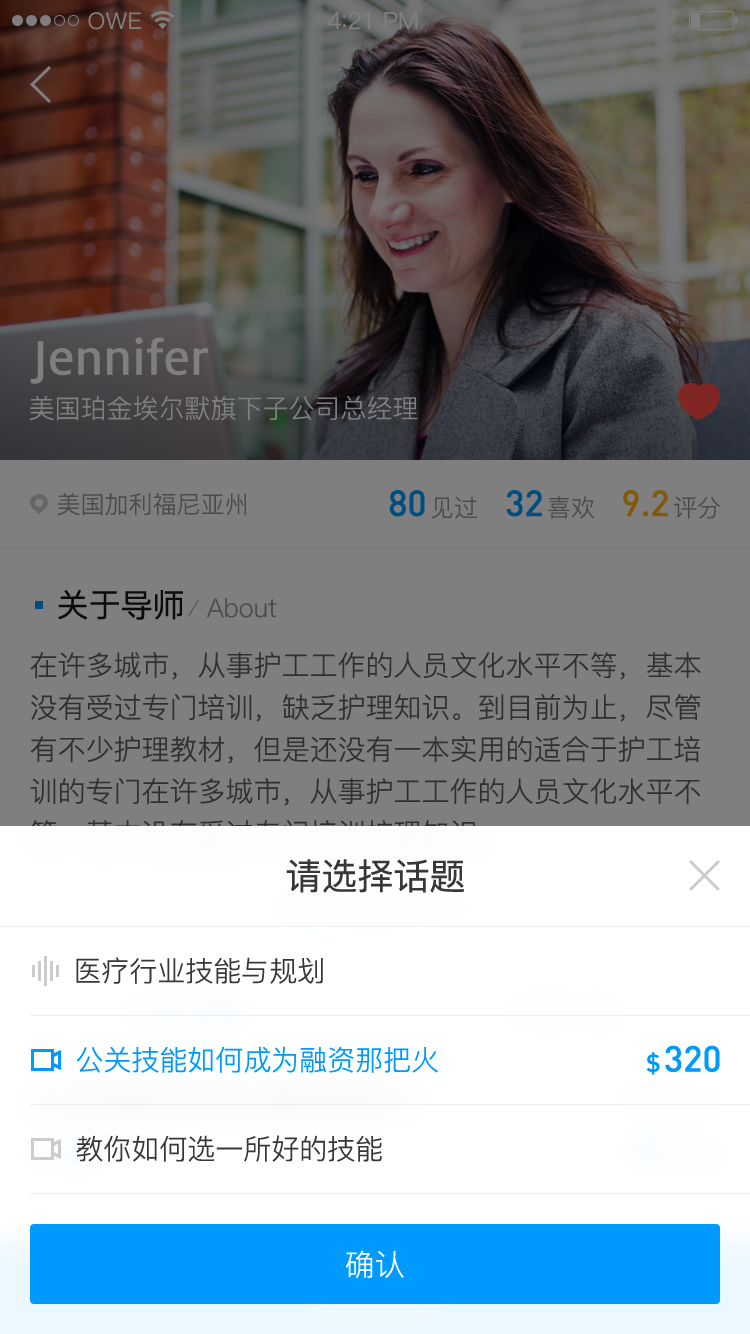 OWE 4:21 PM
Jennifer
美国珀金埃尔默旗下子公司总经理
美国加利福尼亚州 80 见过 32 喜欢 9.2 评分
关于导师 / About
在许多城市，从事护工工作的人员文化水平不等，基本
没有受过专门培训，缺乏护理知识。到目前为止，尽管
有不少护理教材，但是还没有一本实用的适合于护工培
训的专门在许多城市，从事护工工作的人员文化水平不
请选择话题
医疗行业技能与规划
公关技能如何成为融资那把火 $320
教你如何选一所好的技能
确认